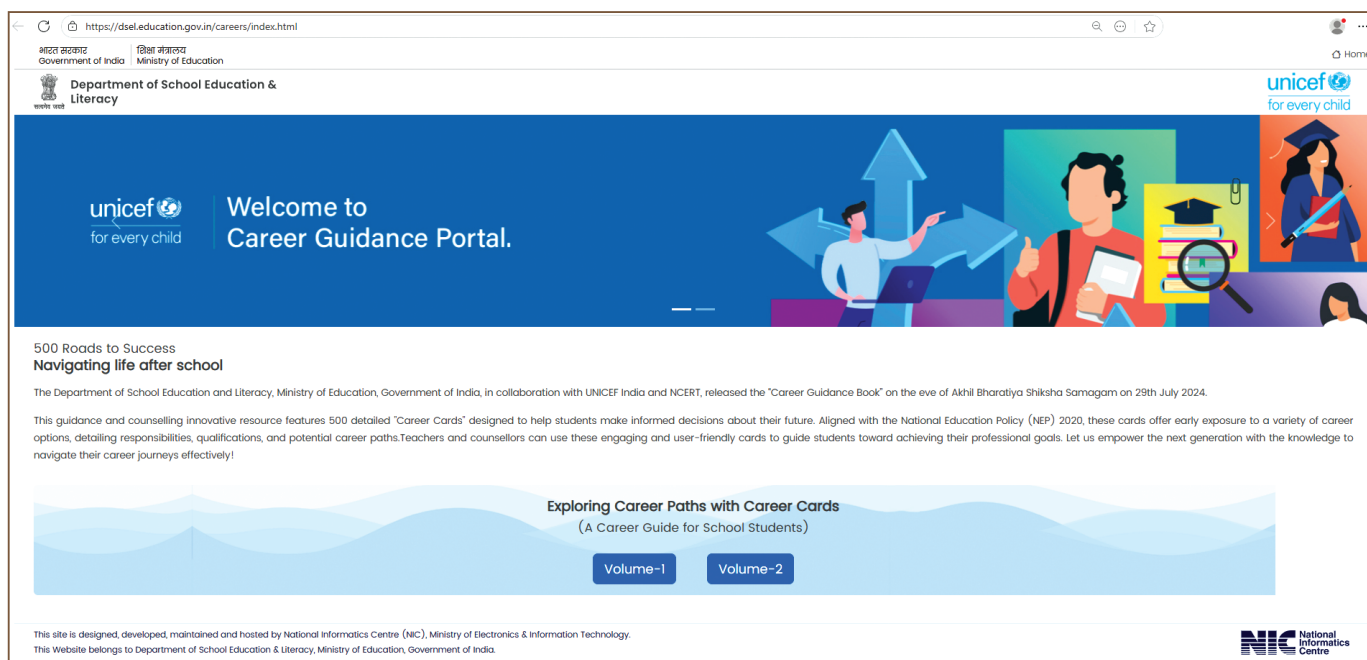 https://dsel.education.gov.in/careers/index.html
भारत सरकार
Government of India
शिक्षा मंत्रालय
Ministry of Education
Home
सत्यमेव जयते
Department of School Education &
Literacy
unicef
for every child
unicef
for every child
Welcome to
Career Guidance Portal.
500 Roads to Success
Navigating life after school
The Department of School Education and Literacy, Ministry of Education, Government of India, in collaboration with UNICEF India and NCERT, released the "Career Guidance Book" on the eve of Akhil Bharatiya Shiksha Samagam on 29th July 2024.
This guidance and counselling innovative resource features 500 detailed "Career Cards" designed to help students make informed decisions about their future. Aligned with the National Education Policy (NEP) 2020, these cards offer early exposure to a variety of career
options, detailing responsibilities, qualifications, and potential career paths.Teachers and counsellors can use these engaging and user-friendly cards to guide students toward achieving their professional goals. Let us empower the next generation with the knowledge to
navigate their career journeys effectively!
Exploring Career Paths with Career Cards
(A Career Guide for School Students)
Volume-1
Volume-2
This site is designed, developed, maintained and hosted by National Informatics Centre (NIC), Ministry of Electronics & Information Technology.
This Website belongs to Department of School Education & Literacy, Ministry of Education, Government of India.
NIC
National
Informatics
Centre